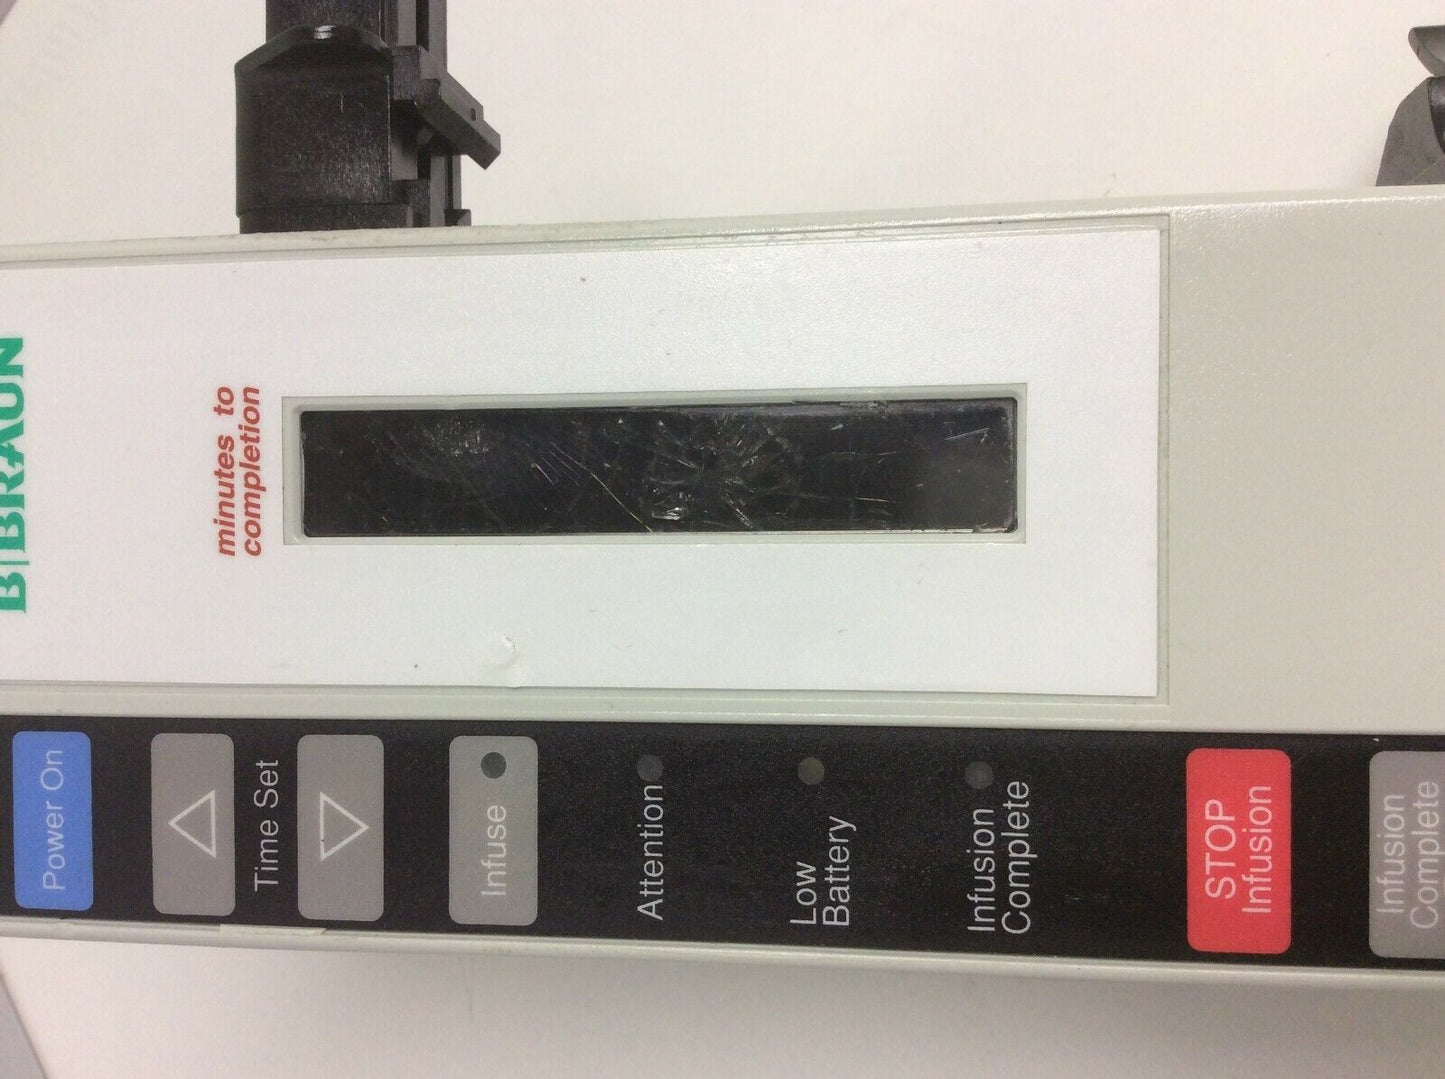 B|BRAUN
minutes to
completion
Power On
Time Set
Infuse
Attention
Low
Battery
Infusion
Complete
STOP
Infusion
Infusion
Complete